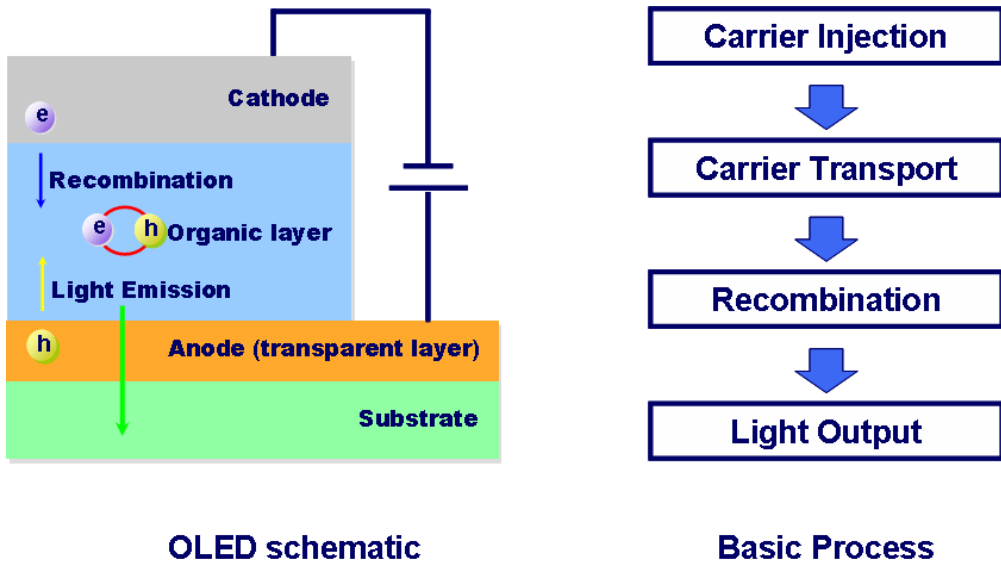 Cathode
e
Recombination
e
h
Organic layer
Light Emission
h
Anode (transparent layer)
Substrate
OLED schematic
Carrier Injection
Carrier Transport
Recombination
Light Output
Basic Process